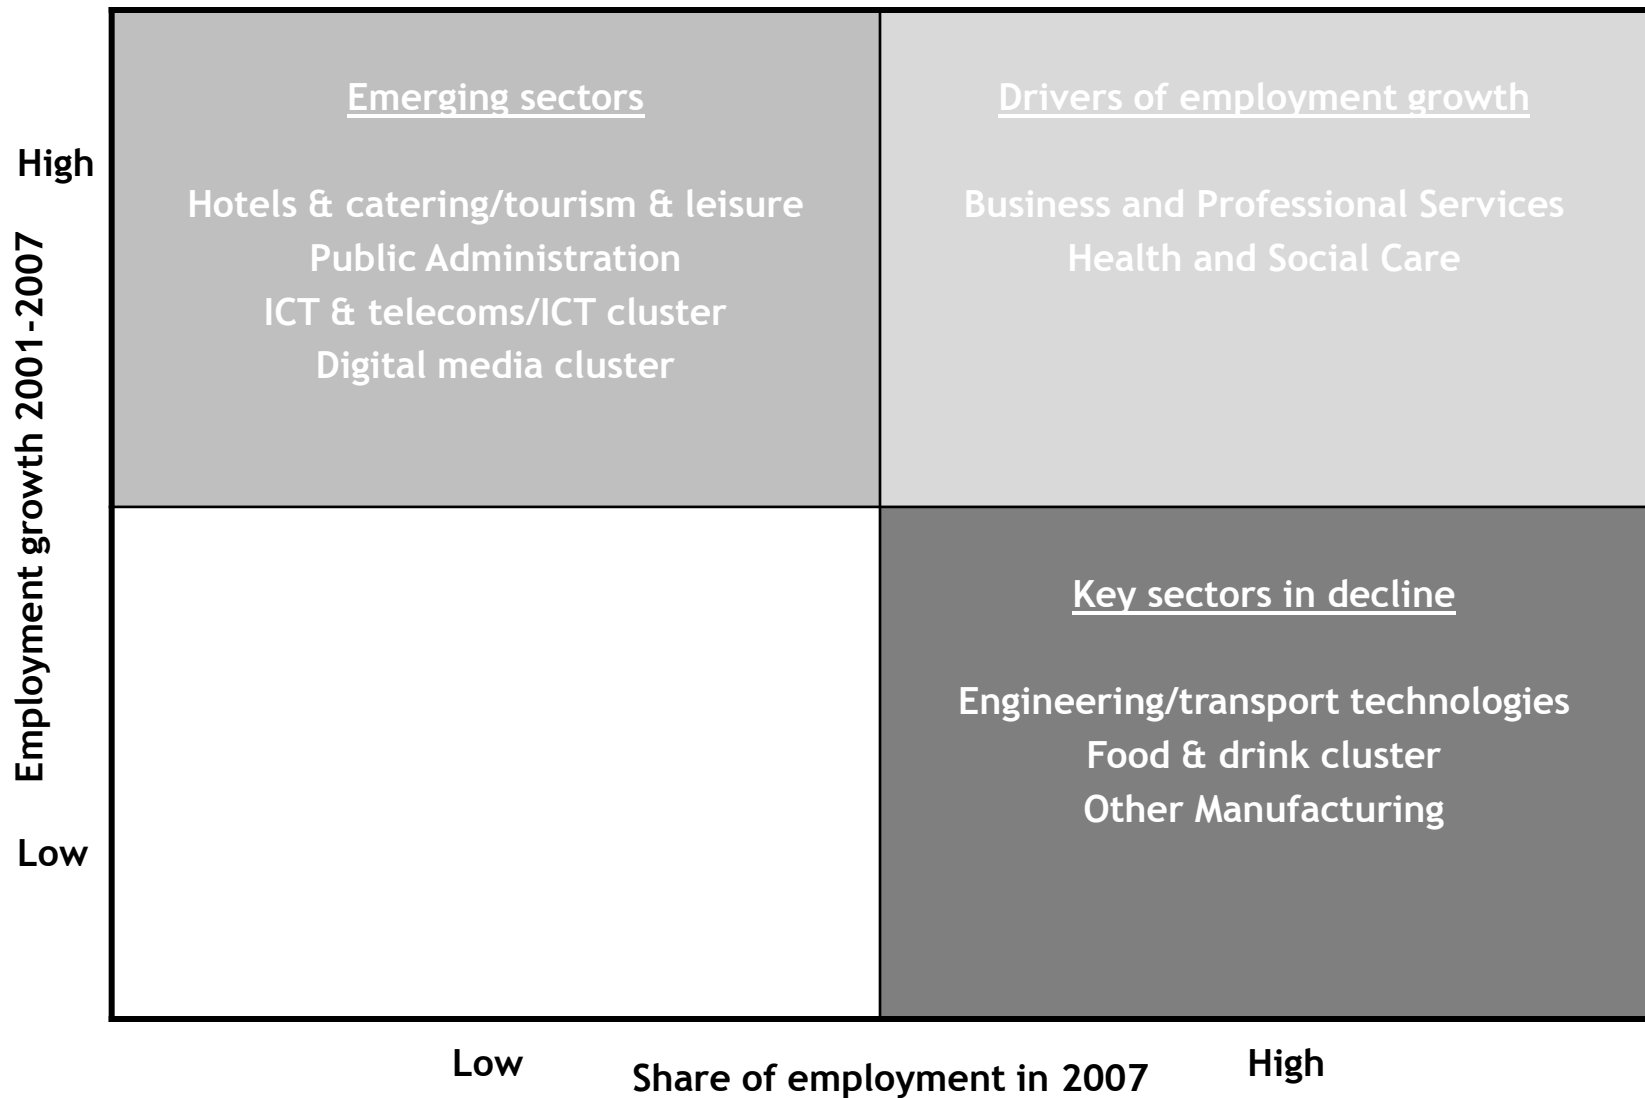 Emerging sectors
Hotels & catering/tourism & leisure
Public Administration
ICT & telecoms/ICT cluster
Digital media cluster
Drivers of employment growth
Business and Professional Services
Health and Social Care
Key sectors in decline
Engineering/transport technologies
Food & drink cluster
Other Manufacturing
High
Employment growth 2001-2007
Low
Low
Share of employment in 2007
High